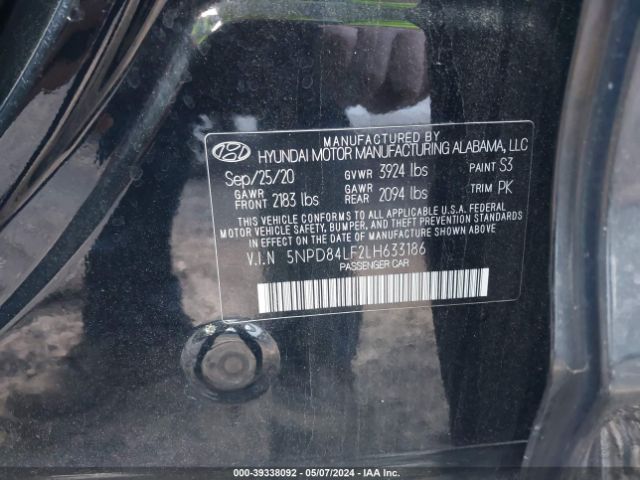 MANUFACTURED BY
HYUNDAI MOTOR MANUFACTURING ALABAMA, LLC
Sep/25/20 GVWR 3924 lbs PAINT S3
GAWR FRONT 2183 lbs GAWR REAR 2094 lbs TRIM PK
THIS VEHICLE CONFORMS TO ALL APPLICABLE U.S.A. FEDERAL
MOTOR VEHICLE SAFETY, BUMPER, AND THEFT PREVENTION
STANDARDS IN EFFECT ON THE DATE OF MANUFACTURE SHOWN ABOVE.
V.I.N 5NPD84LF2LH633186
PASSENGER CAR
000-39338092 — 05/07/2024 — IAA Inc.